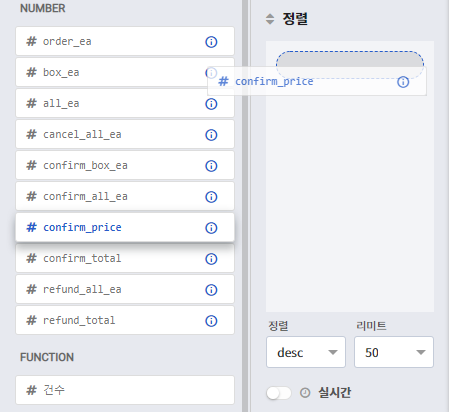 NUMBER
# order_ea
# box_ea
# all_ea
# cancel_all_ea
# confirm_box_ea
# confirm_all_ea
# confirm_price
# confirm_total
# refund_all_ea
# refund_total
FUNCTION
# 건수
정렬
# confirm_price
정렬 리미트
desc 50
실시간